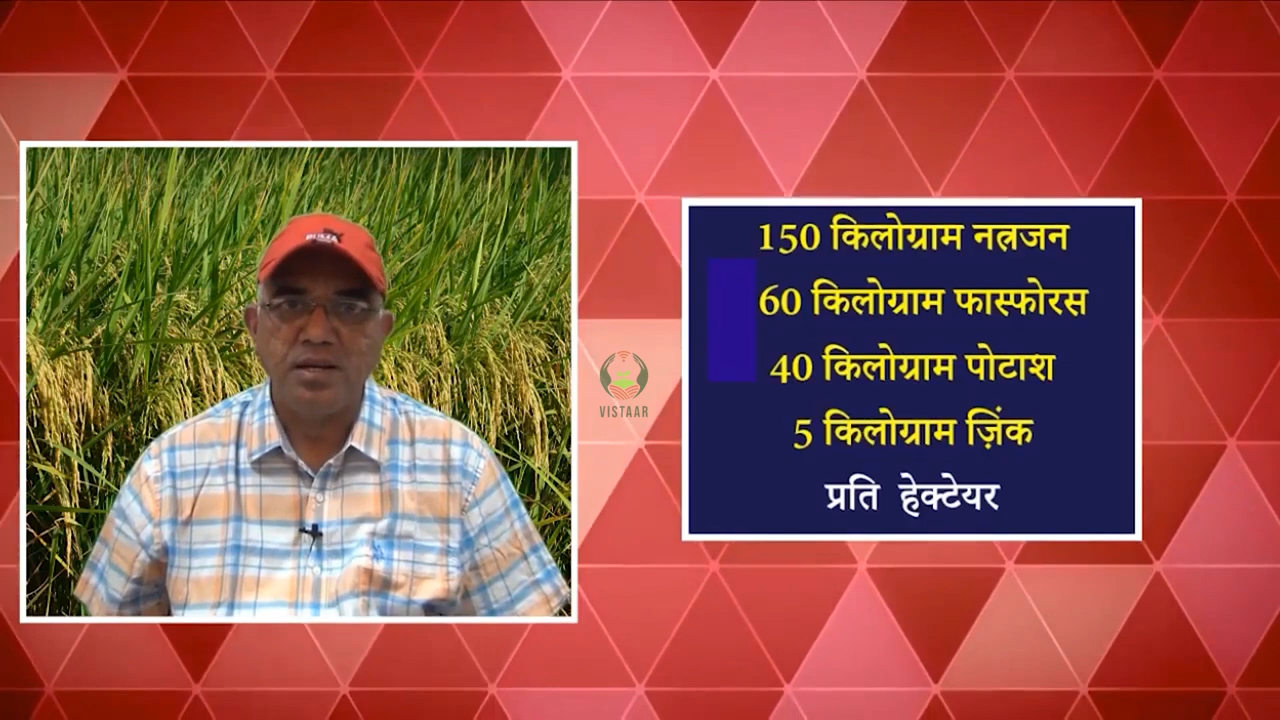 150 किलोग्राम नत्रजन
60 किलोग्राम फास्फोरस
40 किलोग्राम पोटाश
5 किलोग्राम ज़िंक
प्रति हेक्टेयर
VISTAAR